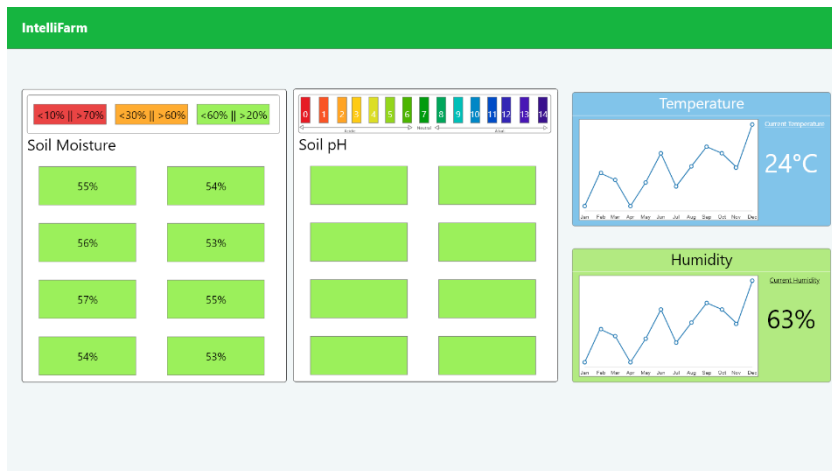 IntelliFarm
<10% || >70% <30% || >60% <60% || >20%
Soil Moisture
55% 54%
56% 53%
57% 55%
54% 53%
0 1 2 3 4 5 6 7 8 9 10 11 12 13 14
Acidic Neutral Alkali
Soil pH
Temperature
Current Temperature
24°C
Jan Feb Mar Apr May Jun Jul Aug Sep Oct Nov Dec
Humidity
Current Humidity
63%
Jan Feb Mar Apr May Jun Jul Aug Sep Oct Nov Dec